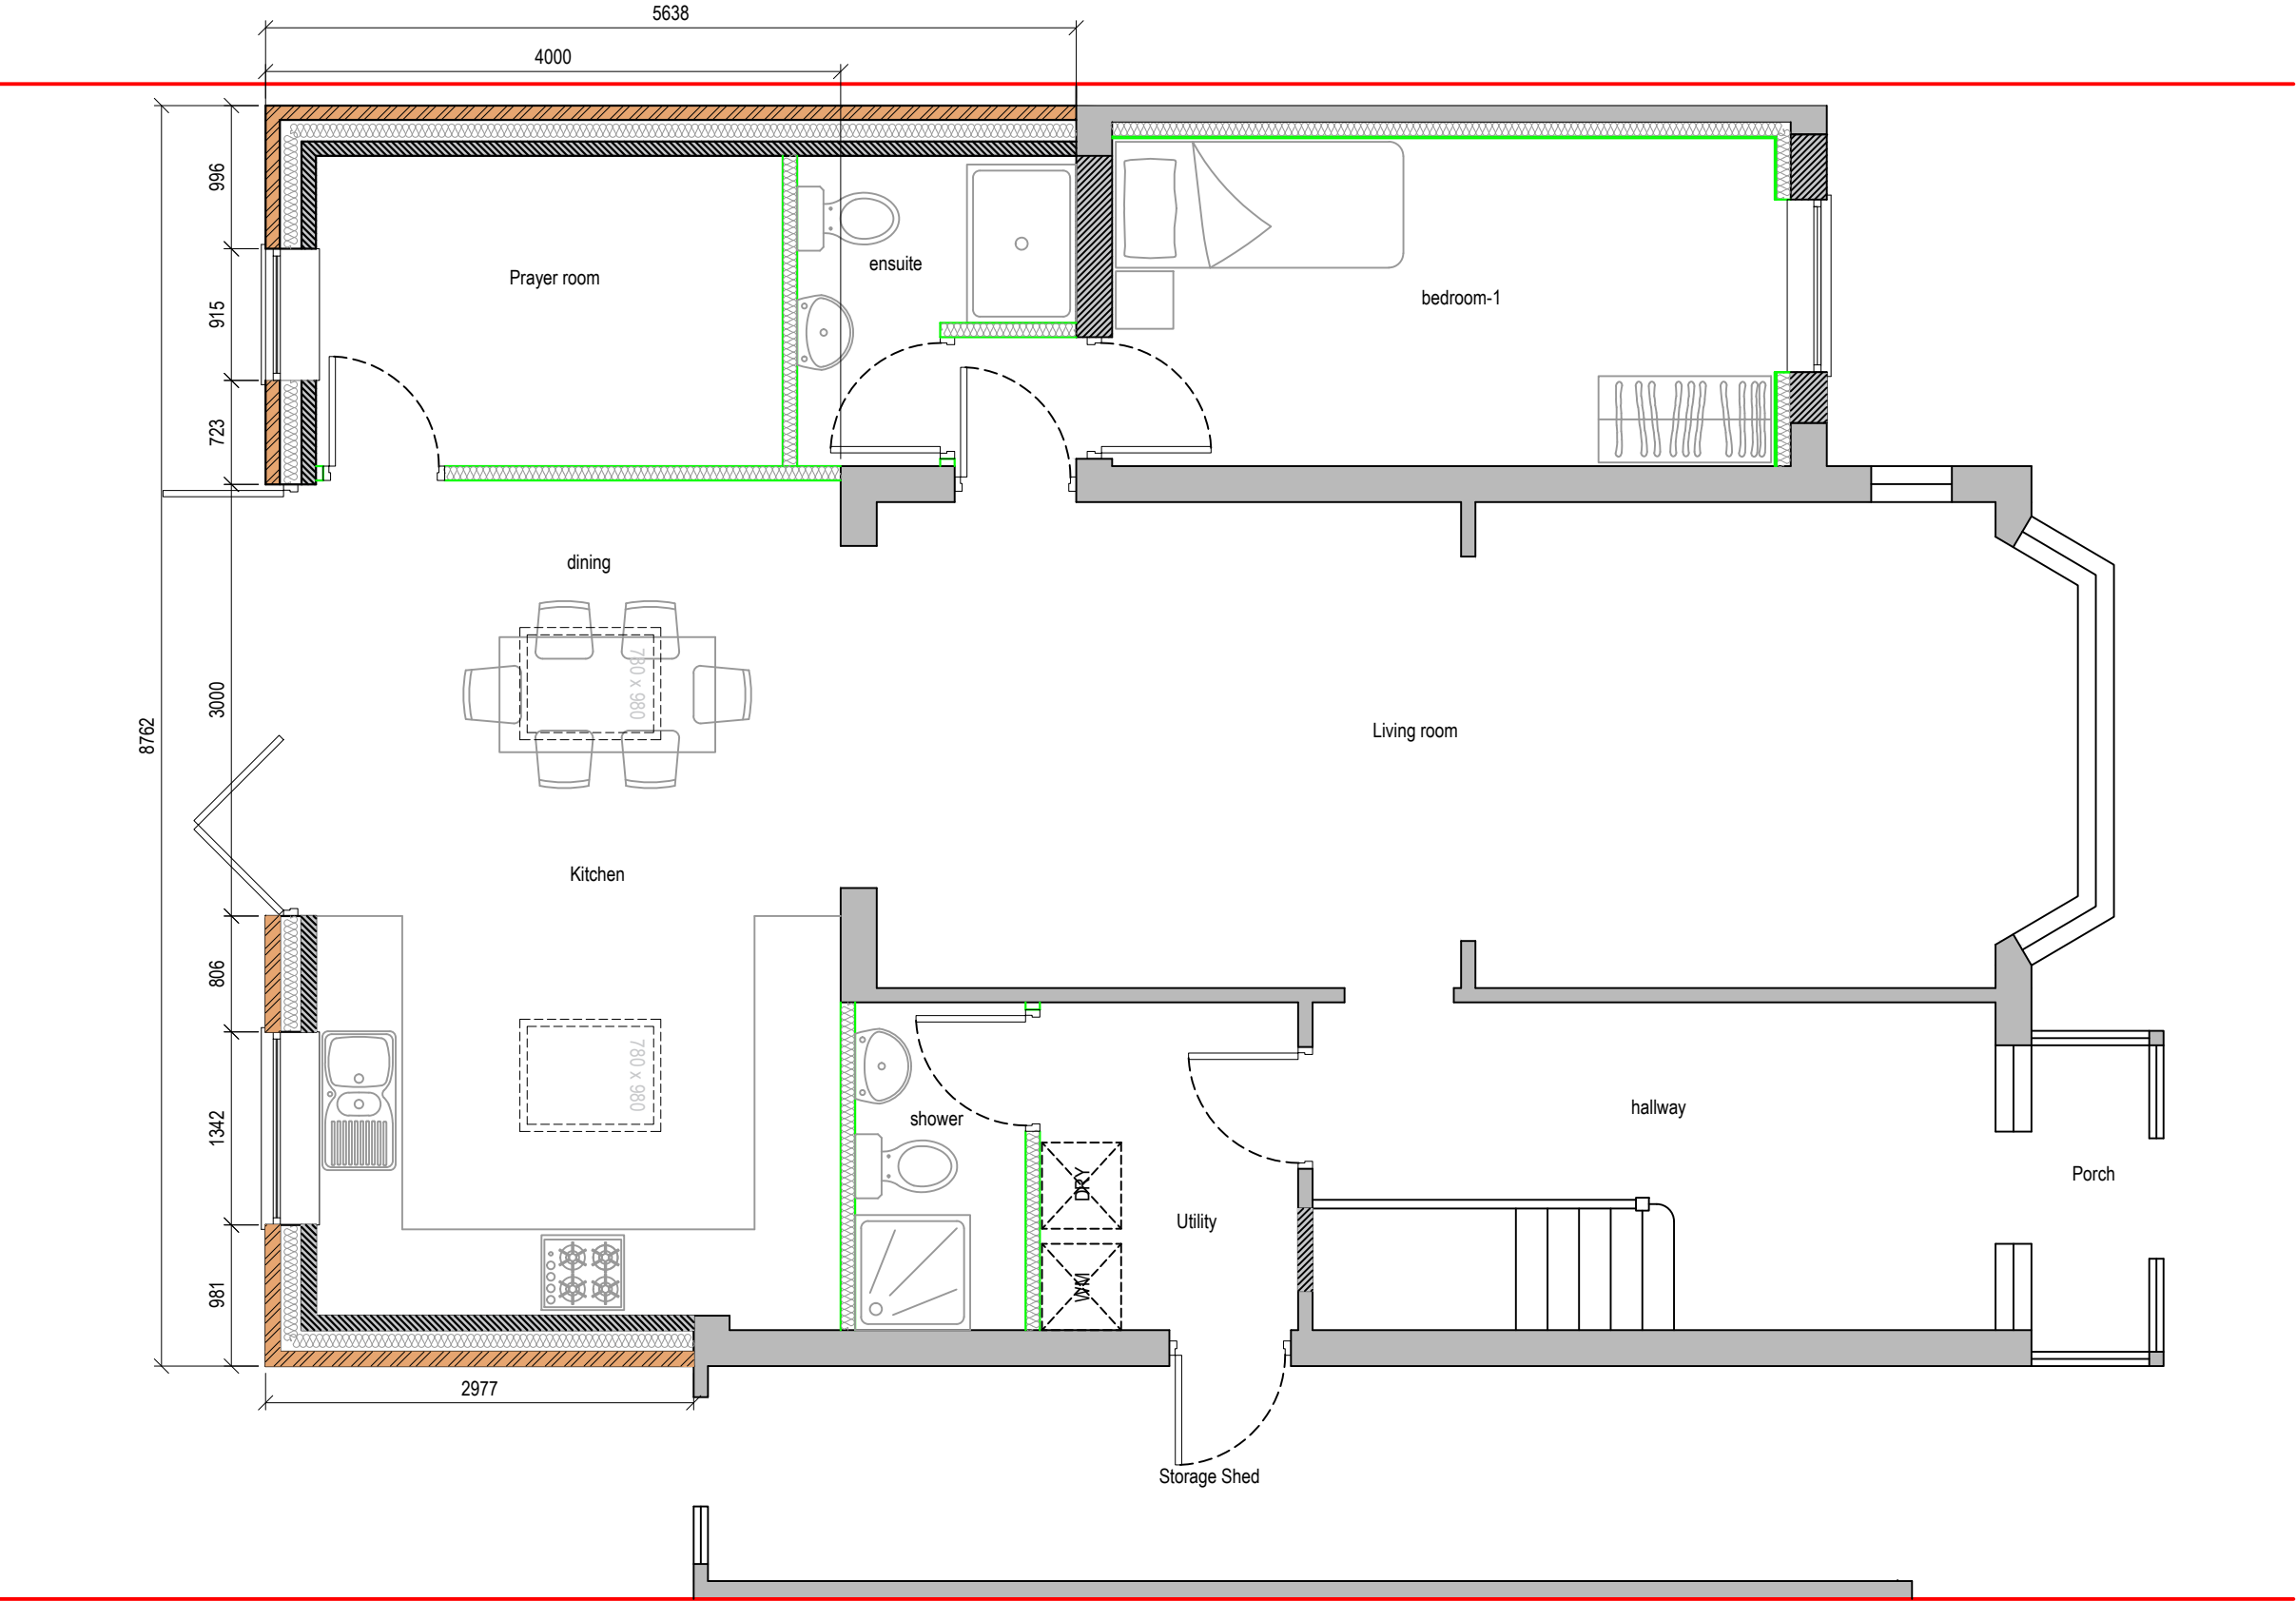 5638
4000
996
Prayer room
ensuite
bedroom-1
915
723
dining
780 x 980
3000
8762
Living room
Kitchen
806
780 x 980
1342
shower
hallway
DRY
Porch
Utility
WM
981
2977
Storage Shed